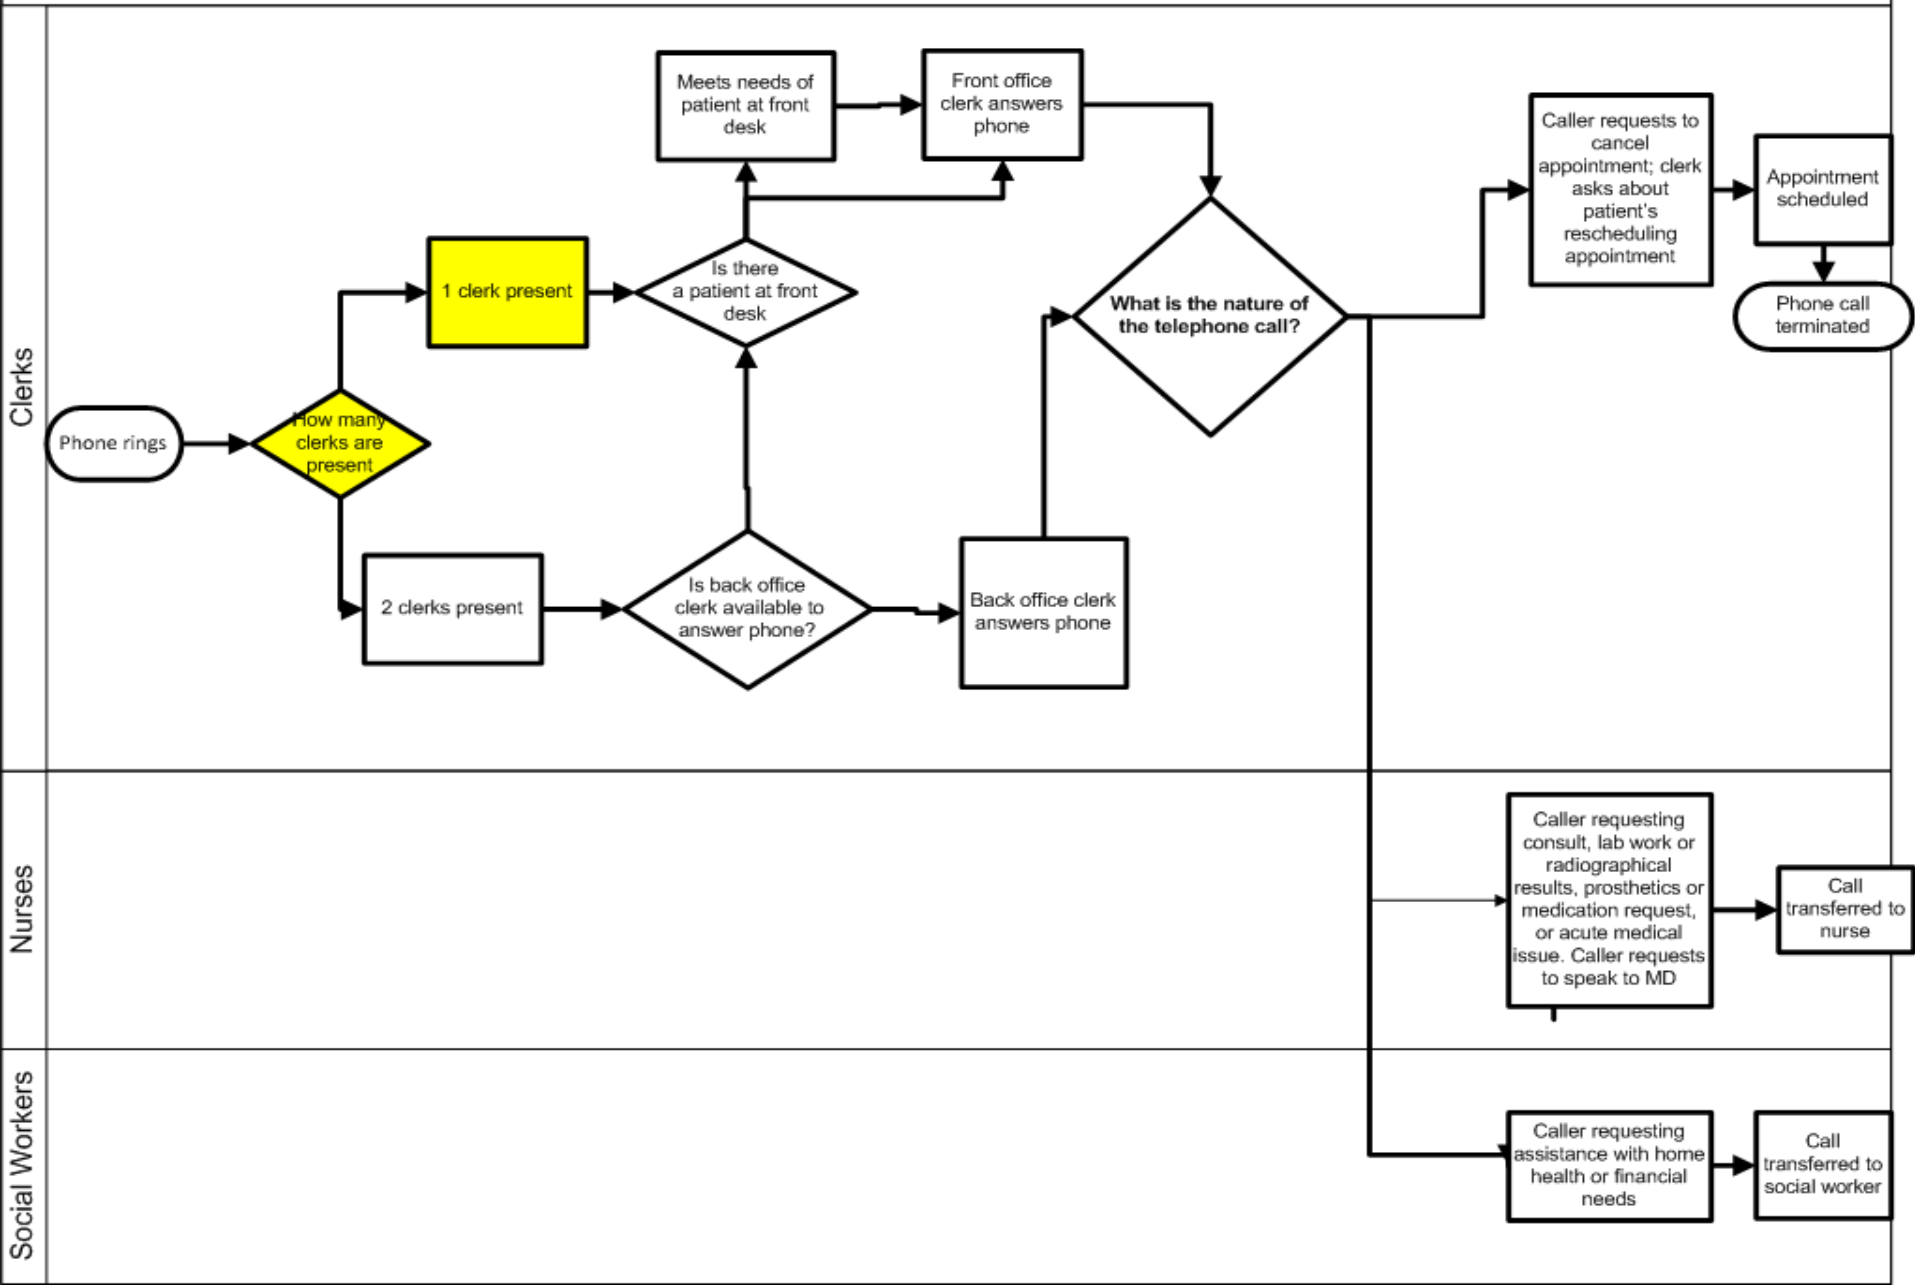 Clerks
Phone rings
How many
clerks are
present
1 clerk present
2 clerks present
Is there
a patient at front
desk
Meets needs of
patient at front
desk
Front office
clerk answers
phone
Is back office
clerk available to
answer phone?
Back office clerk
answers phone
What is the nature of
the telephone call?
Caller requests to
cancel
appointment; clerk
asks about
patient's
rescheduling
appointment
Appointment
scheduled
Phone call
terminated
Nurses
Caller requesting
consult, lab work or
radiographical
results, prosthetics or
medication request,
or acute medical
issue. Caller requests
to speak to MD
Call
transferred to
nurse
Social Workers
Caller requesting
assistance with home
health or financial
needs
Call
transferred to
social worker